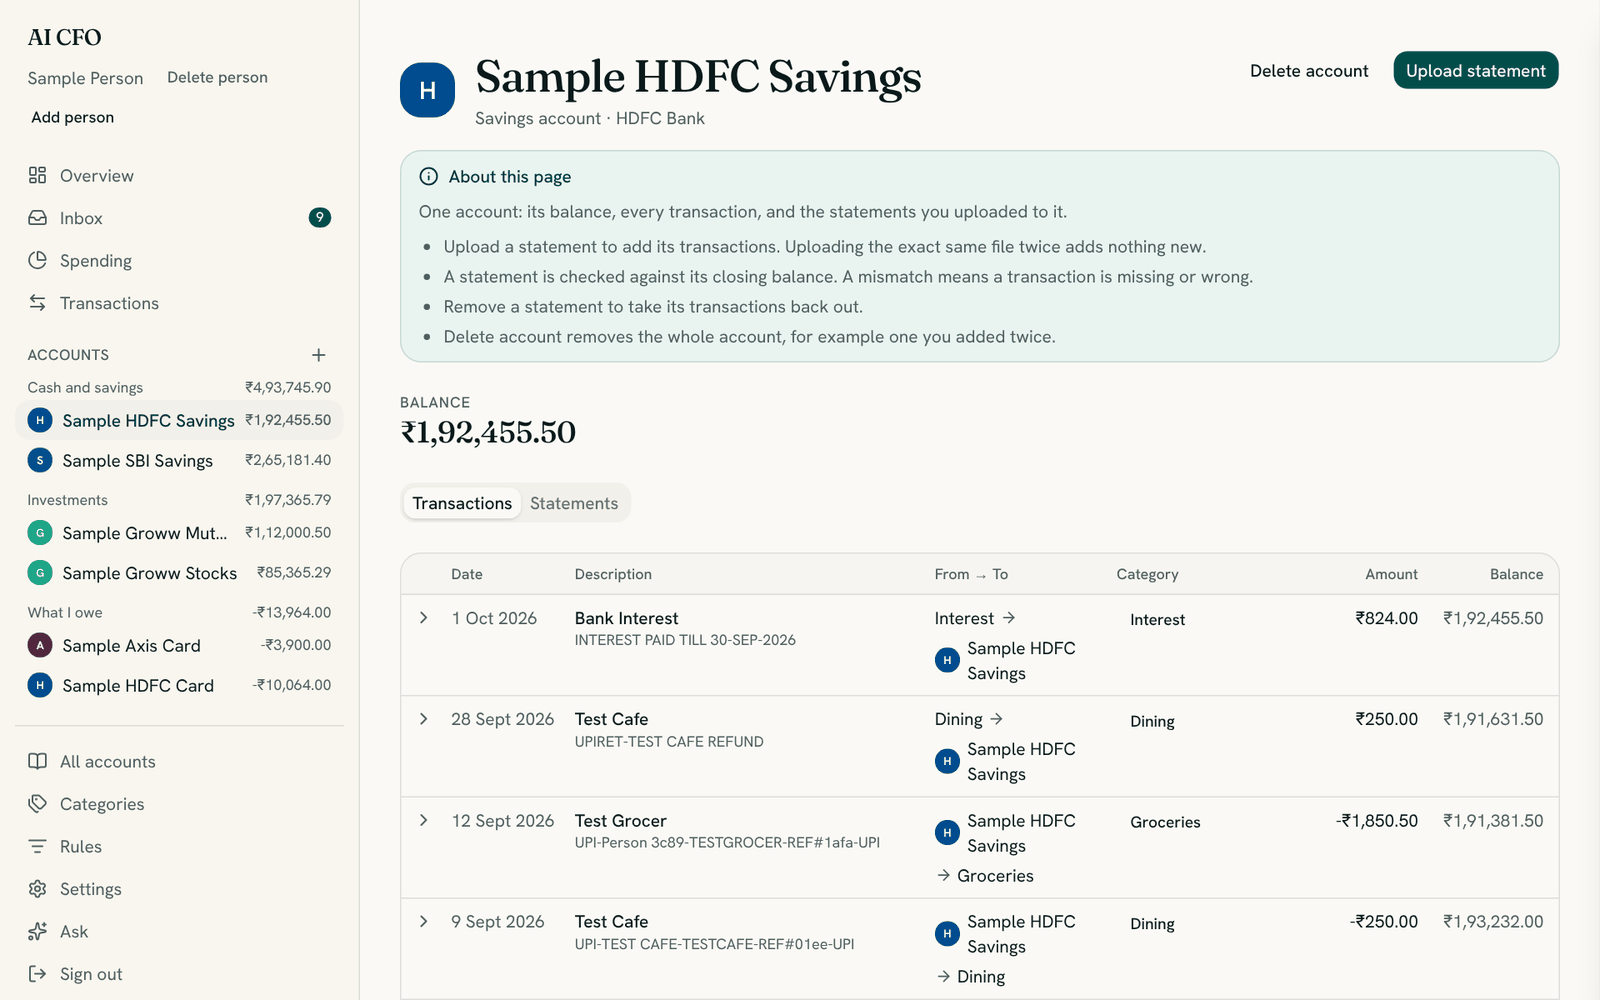 AI CFO
Sample Person Delete person
Add person
Overview
Inbox 9
Spending
Transactions
ACCOUNTS
Cash and savings ₹4,93,745.90
H Sample HDFC Savings ₹1,92,455.50
S Sample SBI Savings ₹2,65,181.40
Investments ₹1,97,365.79
G Sample Groww Mut... ₹1,12,000.50
G Sample Groww Stocks ₹85,365.29
What I owe -₹13,964.00
A Sample Axis Card -₹3,900.00
H Sample HDFC Card -₹10,064.00
All accounts
Categories
Rules
Settings
Ask
Sign out
H Sample HDFC Savings
Savings account · HDFC Bank
Delete account Upload statement
About this page
One account: its balance, every transaction, and the statements you uploaded to it.
• Upload a statement to add its transactions. Uploading the exact same file twice adds nothing new.
• A statement is checked against its closing balance. A mismatch means a transaction is missing or wrong.
• Remove a statement to take its transactions back out.
• Delete account removes the whole account, for example one you added twice.
BALANCE
₹1,92,455.50
Transactions Statements
Date Description From → To Category Amount Balance
1 Oct 2026 Bank Interest Interest → Interest ₹824.00 ₹1,92,455.50
INTEREST PAID TILL 30-SEP-2026
H Sample HDFC
Savings
28 Sept 2026 Test Cafe Dining → Dining ₹250.00 ₹1,91,631.50
UPIRET-TEST CAFE REFUND
H Sample HDFC
Savings
12 Sept 2026 Test Grocer H Sample HDFC Groceries -₹1,850.50 ₹1,91,381.50
UPI-Person 3c89-TESTGROCER-REF#1afa-UPI Savings
→ Groceries
9 Sept 2026 Test Cafe H Sample HDFC Dining -₹250.00 ₹1,93,232.00
UPI-TEST CAFE-TESTCAFE-REF#01ee-UPI Savings
→ Dining